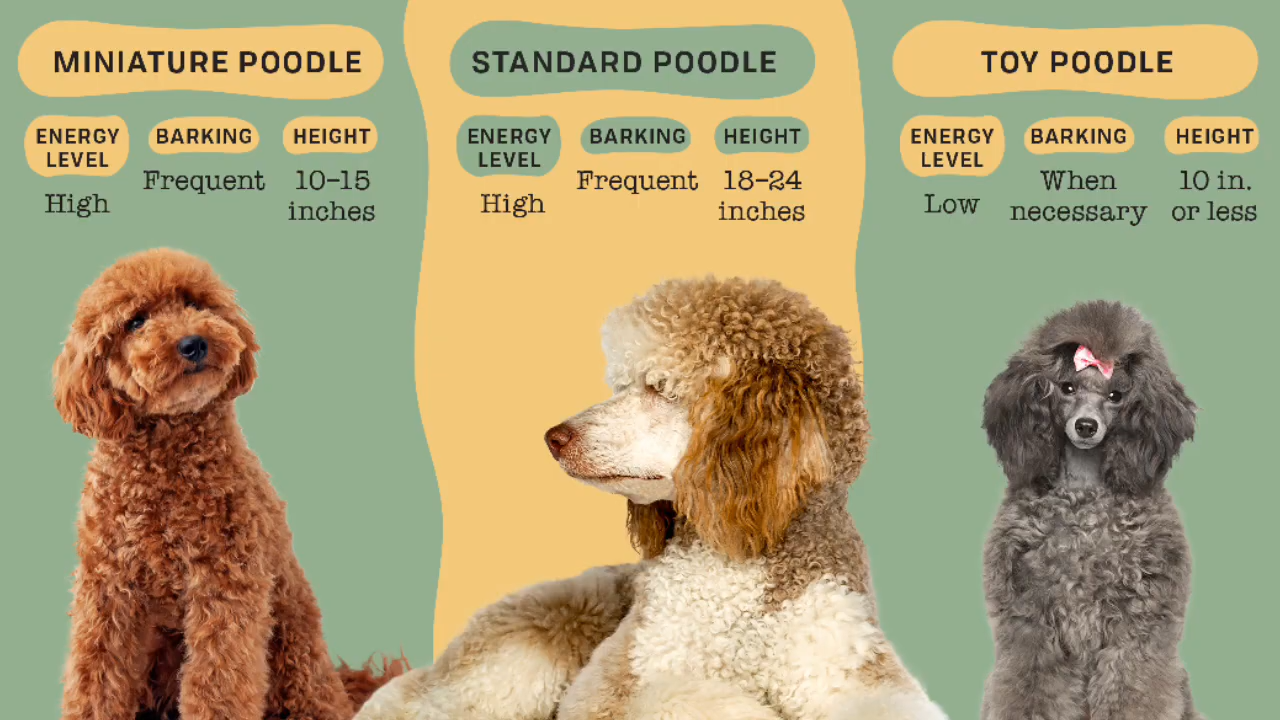 MINIATURE POODLE
ENERGY
LEVEL
High
BARKING
Frequent
HEIGHT
10–15
inches
STANDARD POODLE
ENERGY
LEVEL
High
BARKING
Frequent
HEIGHT
18–24
inches
TOY POODLE
ENERGY
LEVEL
Low
BARKING
When
necessary
HEIGHT
10 in.
or less